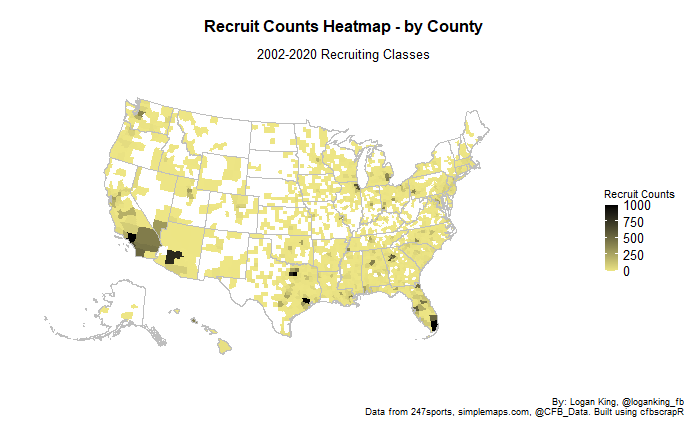 Recruit Counts Heatmap - by County
2002-2020 Recruiting Classes
Recruit Counts
1000
750
500
250
0
By: Logan King, @loganking_fb
Data from 247sports, simplemaps.com, @CFB_Data. Built using cfbscrapR